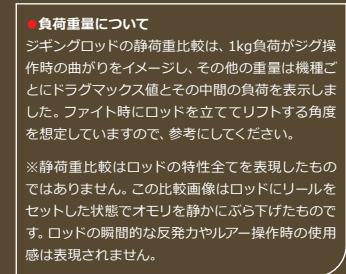 ●負荷重量について
ジギングロッドの静荷重比較は、1kg負荷がジグ操
作時の曲がりをイメージし、その他の重量は機種ご
とにドラグマックス値とその中間の負荷を表示しま
した。ファイト時にロッドを立ててリフトする角度
を想定していますので、参考にしてください。
※静荷重比較はロッドの特性全てを表現したもの
ではありません。この比較画像はロッドにリールを
セットした状態でオモリを静かにぶら下げたもので
す。ロッドの瞬間的な反発力やルアー操作時の使用
感は表現されません。